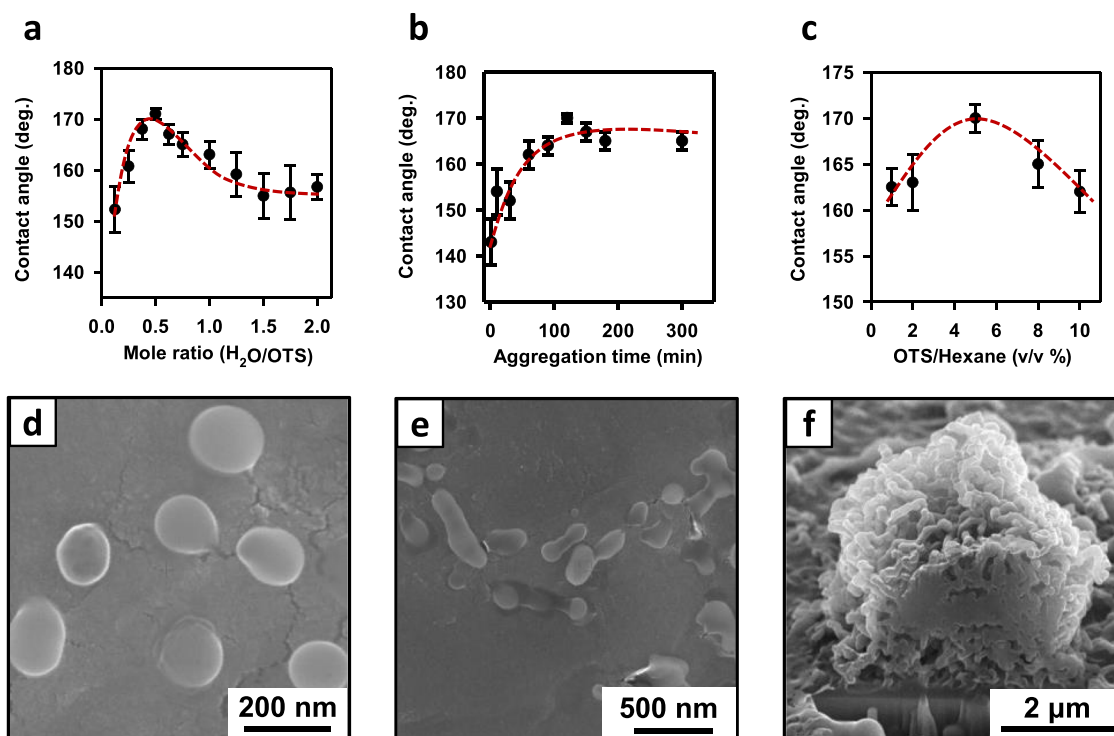 a
b
c
180
170
160
150
140
Contact angle (deg.)
0.0 0.5 1.0 1.5 2.0
Mole ratio (H₂O/OTS)
180
170
160
150
140
130
Contact angle (deg.)
0 100 200 300
Aggregation time (min)
180
175
170
165
160
155
150
Contact angle (deg.)
2 4 6 8 10
OTS/Hexane (v/v %)
d
200 nm
e
500 nm
f
2 µm